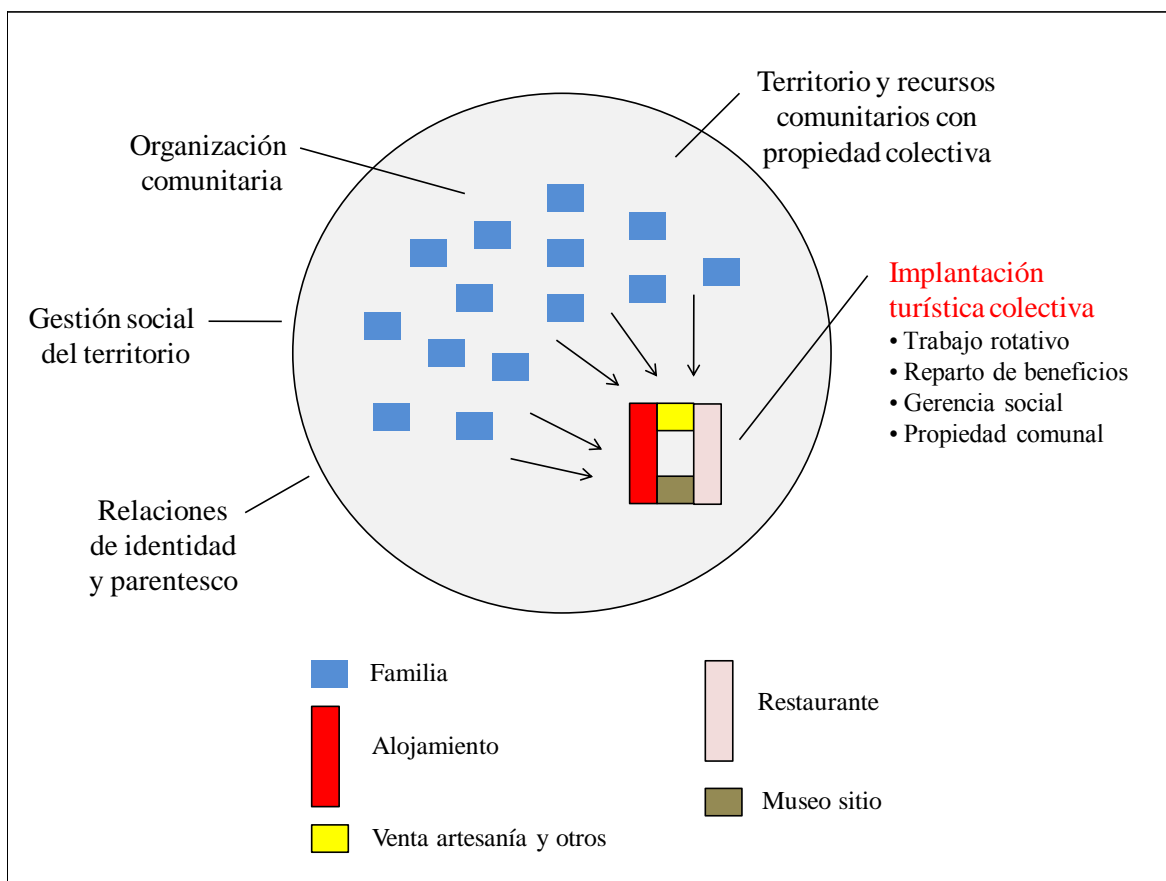 Territorio y recursos
comunitarios con
propiedad colectiva
Organización
comunitaria
Implantación
turística colectiva
• Trabajo rotativo
• Reparto de beneficios
• Gerencia social
• Propiedad comunal
Gestión social
del territorio
Relaciones
de identidad
y parentesco
Familia
Alojamiento
Venta artesanía y otros
Restaurante
Museo sitio